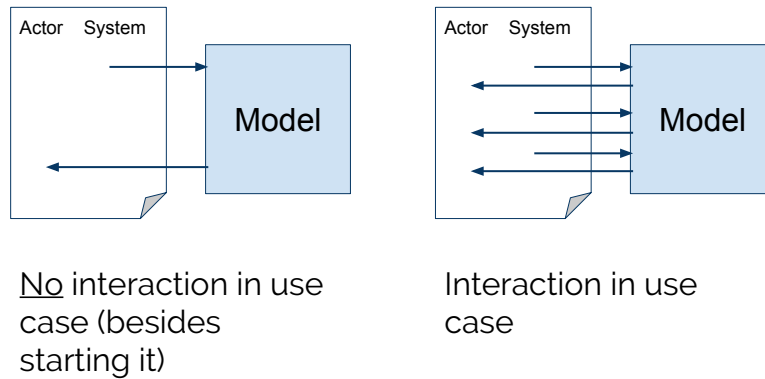 Actor System
Model
Actor System
Model
No interaction in use
case (besides
starting it)
Interaction in use
case